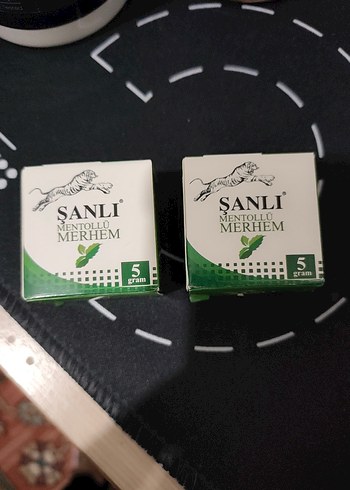 ŞANLI®
MENTOLLÜ
MERHEM
5
gram
ŞANLI®
MENTOLLÜ
MERHEM
5
gram